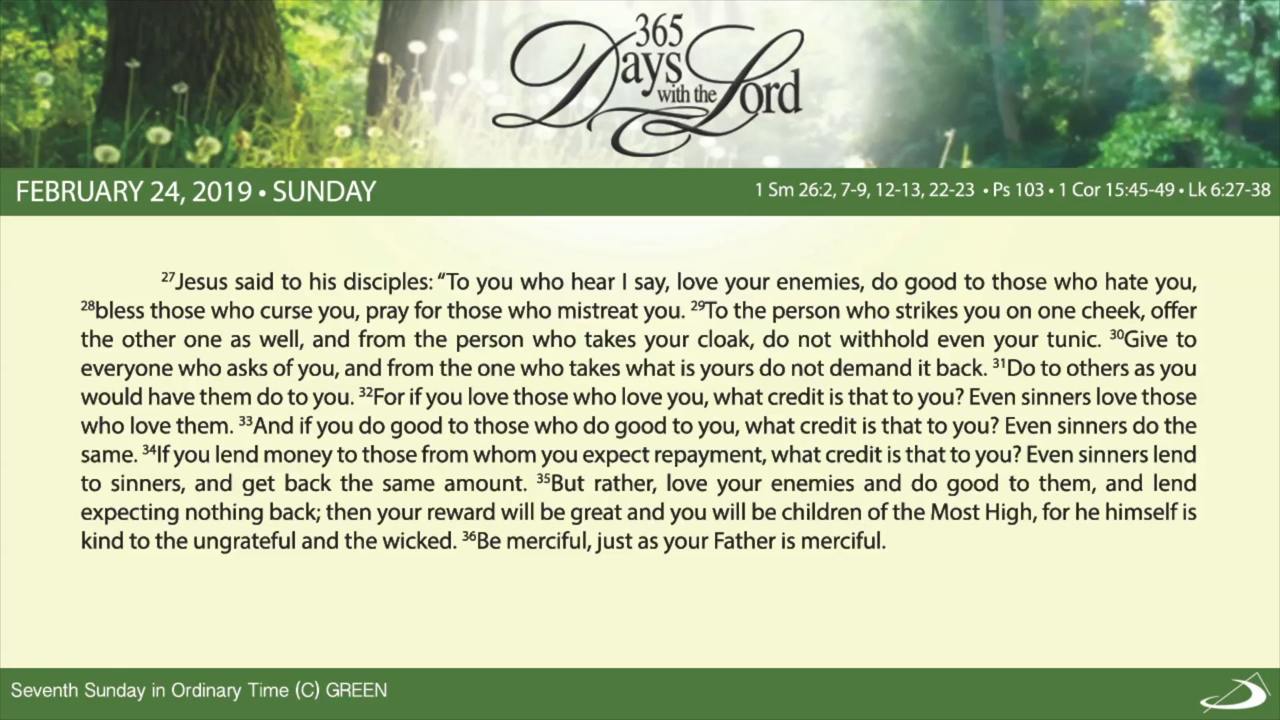 365
Days
with the Lord
FEBRUARY 24, 2019 • SUNDAY
1 Sm 26:2, 7-9, 12-13, 22-23 • Ps 103 • 1 Cor 15:45-49 • Lk 6:27-38
²⁷Jesus said to his disciples: “To you who hear I say, love your enemies, do good to those who hate you,
²⁸bless those who curse you, pray for those who mistreat you. ²⁹To the person who strikes you on one cheek, offer
the other one as well, and from the person who takes your cloak, do not withhold even your tunic. ³⁰Give to
everyone who asks of you, and from the one who takes what is yours do not demand it back. ³¹Do to others as you
would have them do to you. ³²For if you love those who love you, what credit is that to you? Even sinners love those
who love them. ³³And if you do good to those who do good to you, what credit is that to you? Even sinners do the
same. ³⁴If you lend money to those from whom you expect repayment, what credit is that to you? Even sinners lend
to sinners, and get back the same amount. ³⁵But rather, love your enemies and do good to them, and lend
expecting nothing back; then your reward will be great and you will be children of the Most High, for he himself is
kind to the ungrateful and the wicked. ³⁶Be merciful, just as your Father is merciful.
Seventh Sunday in Ordinary Time (C) GREEN